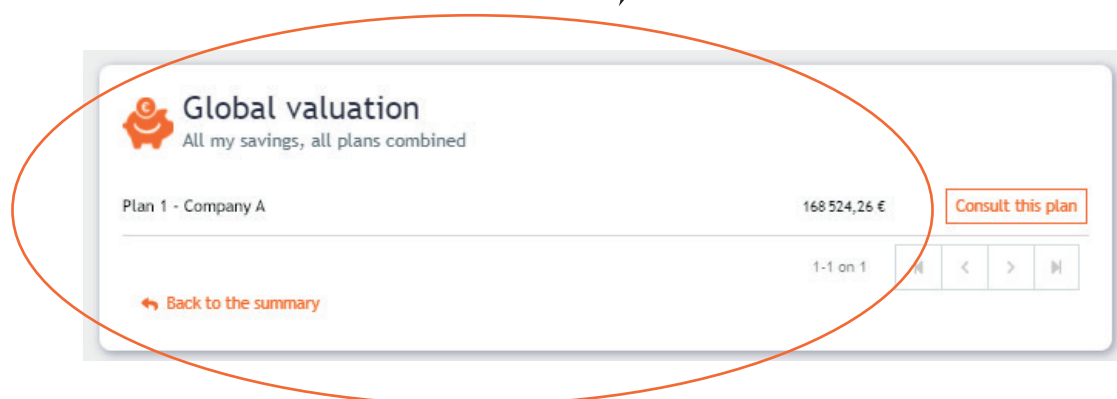 Global valuation
All my savings, all plans combined
Plan 1 - Company A 168 524,26 € Consult this plan
1-1 on 1
Back to the summary